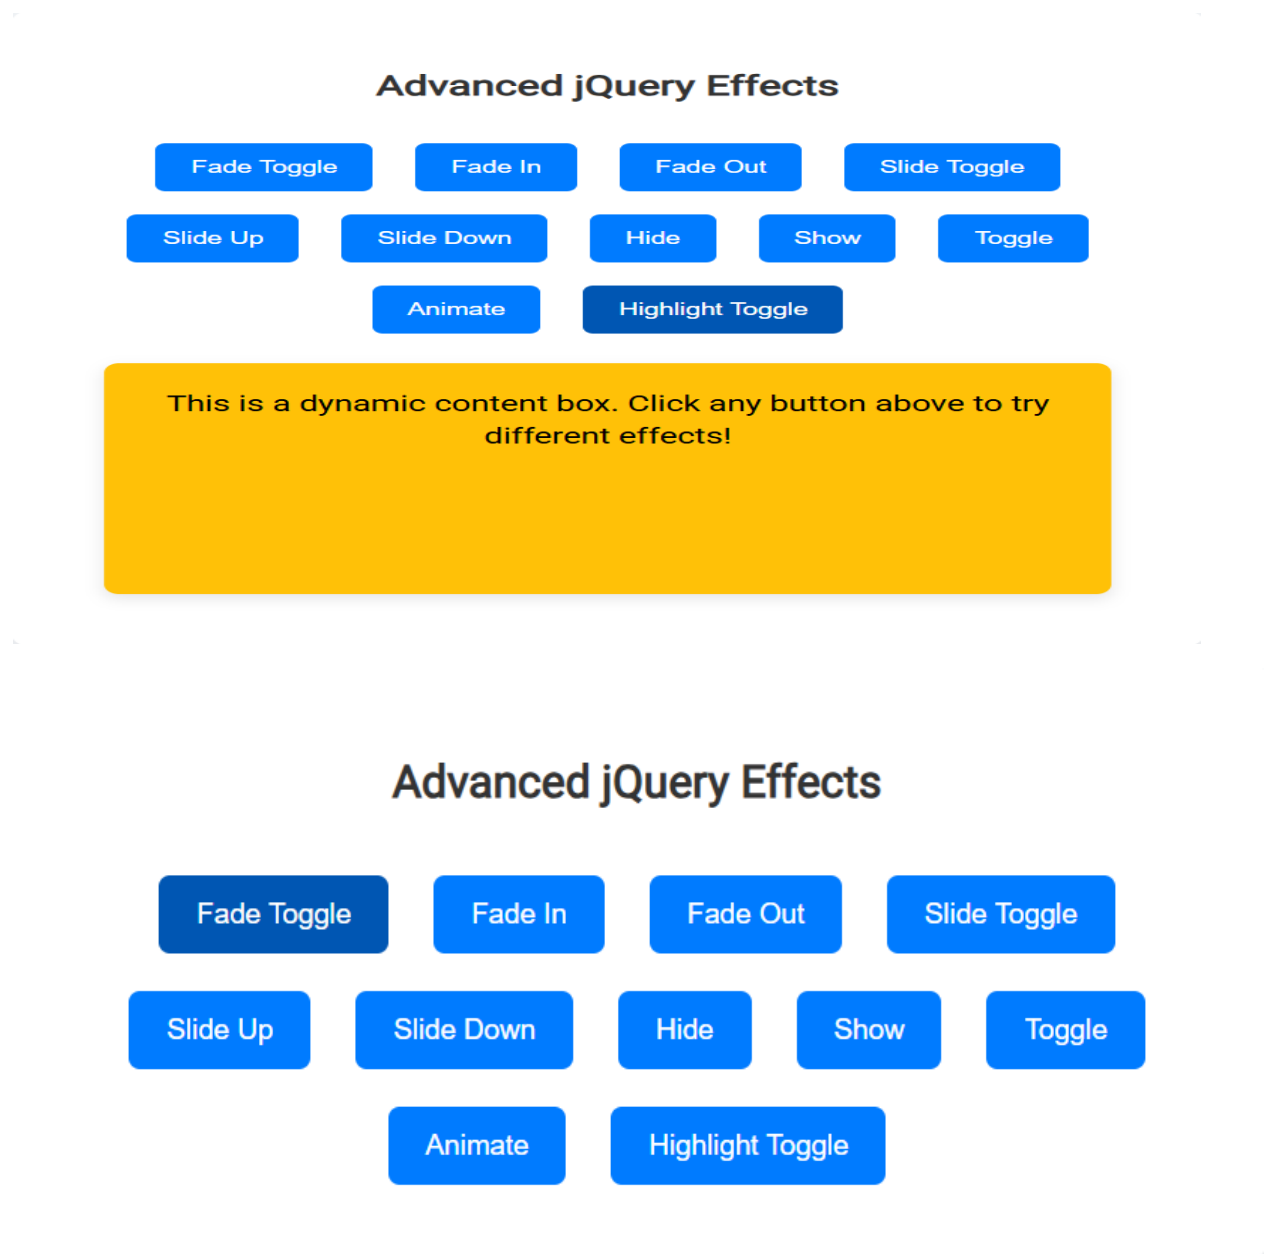 Advanced jQuery Effects
Fade Toggle Fade In Fade Out Slide Toggle
Slide Up Slide Down Hide Show Toggle
Animate Highlight Toggle
This is a dynamic content box. Click any button above to try
different effects!
Advanced jQuery Effects
Fade Toggle Fade In Fade Out Slide Toggle
Slide Up Slide Down Hide Show Toggle
Animate Highlight Toggle